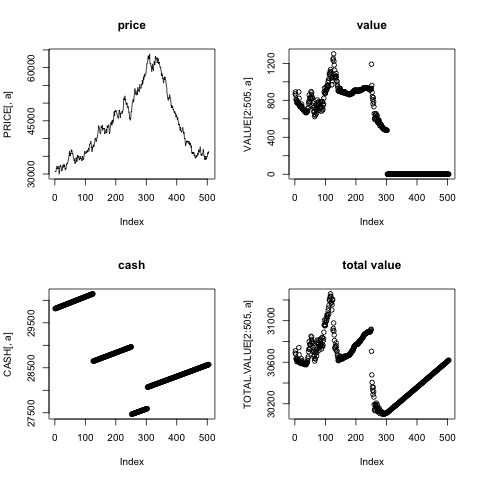 price
PRICE[, a]
30000 45000 60000
0 100 200 300 400 500
Index
value
VALUE[2:505, a]
0 400 800 1200
0 100 200 300 400 500
Index
cash
CASH[, a]
27500 28500 29500
0 100 200 300 400 500
Index
total value
TOTAL.VALUE[2:505, a]
30200 30600 31000
0 100 200 300 400 500
Index